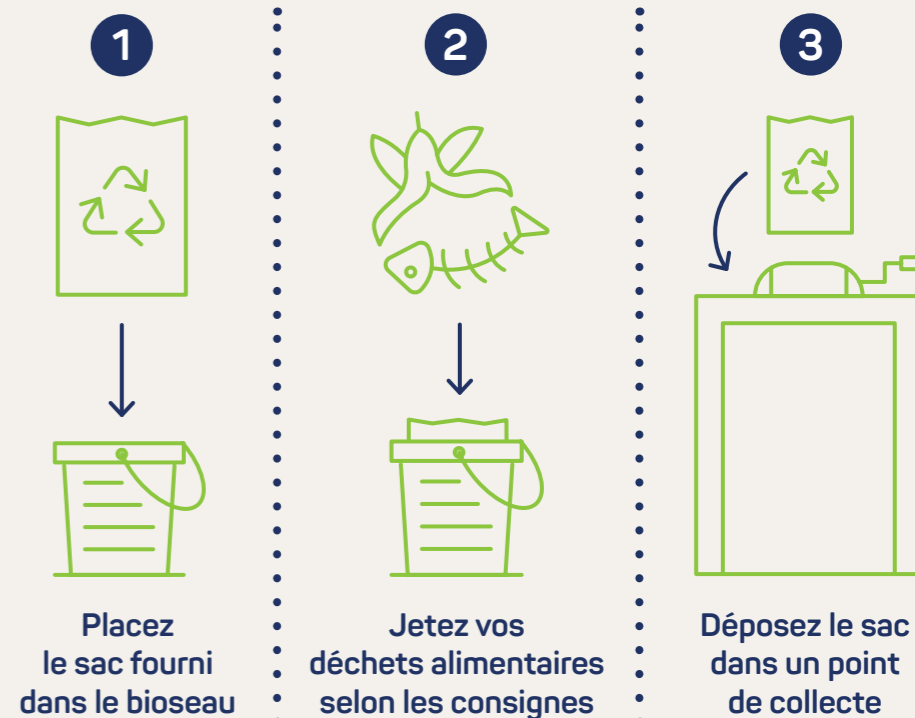 1
Placez
le sac fourni
dans le bioseau
2
Jetez vos
déchets alimentaires
selon les consignes
3
Déposez le sac
dans un point
de collecte